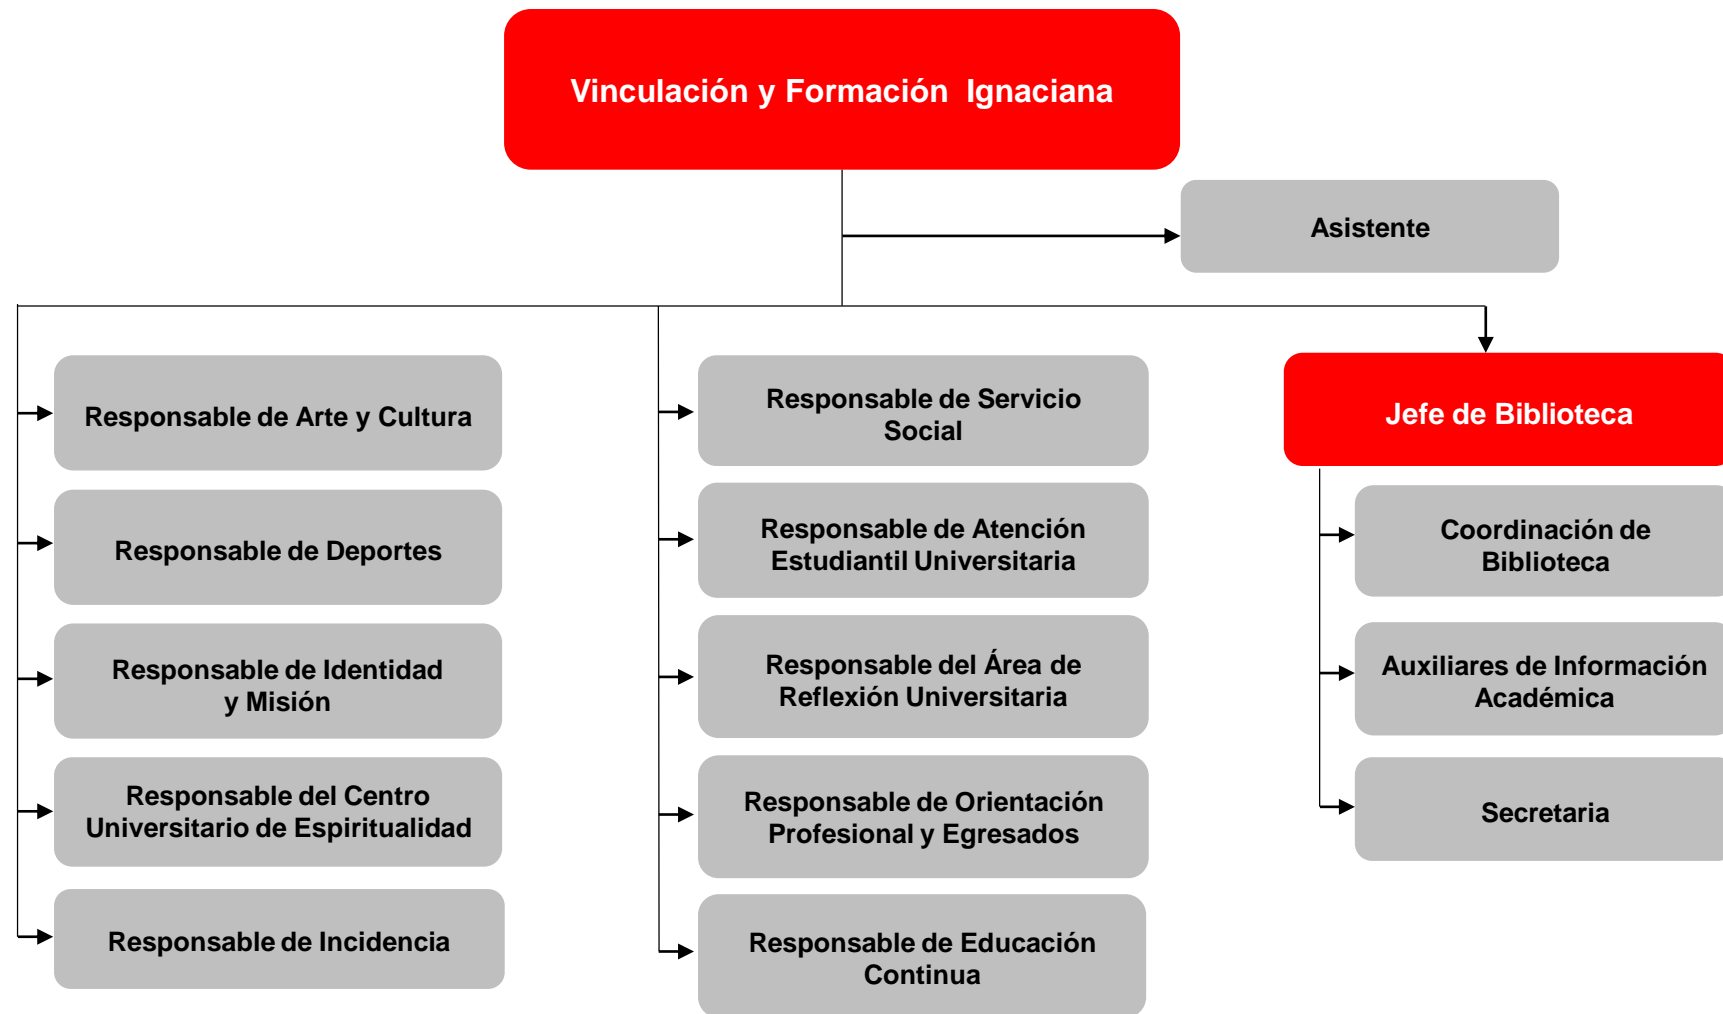 Vinculación y Formación Ignaciana
Asistente
Responsable de Arte y Cultura
Responsable de Deportes
Responsable de Identidad
y Misión
Responsable del Centro
Universitario de Espiritualidad
Responsable de Incidencia
Responsable de Servicio
Social
Responsable de Atención
Estudiantil Universitaria
Responsable del Área de
Reflexión Universitaria
Responsable de Orientación
Profesional y Egresados
Responsable de Educación
Continua
Jefe de Biblioteca
Coordinación de
Biblioteca
Auxiliares de Información
Académica
Secretaria